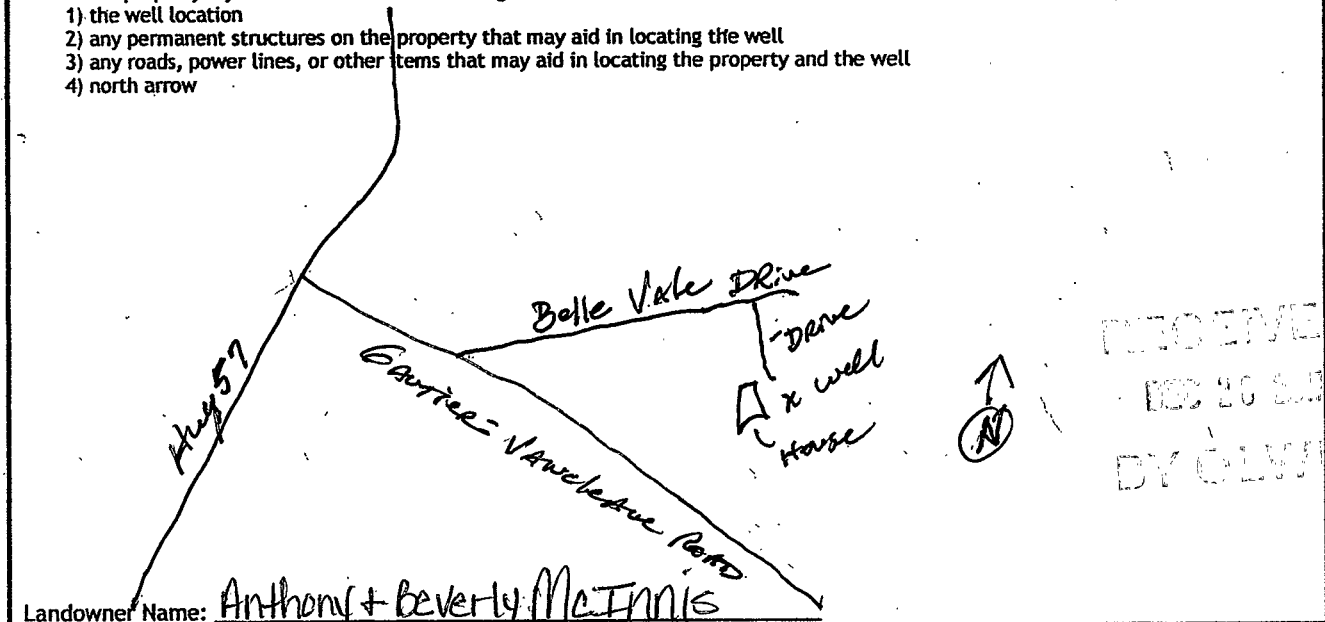 1) the well location
2) any permanent structures on the property that may aid in locating the well
3) any roads, power lines, or other items that may aid in locating the property and the well
4) north arrow
Belle Vale DRive
-DRive
x well
House
Hwy 57
GAutier-VAncleAve RoAD
N
DEC 20
Landowner Name: Anthony + Beverly McInnis